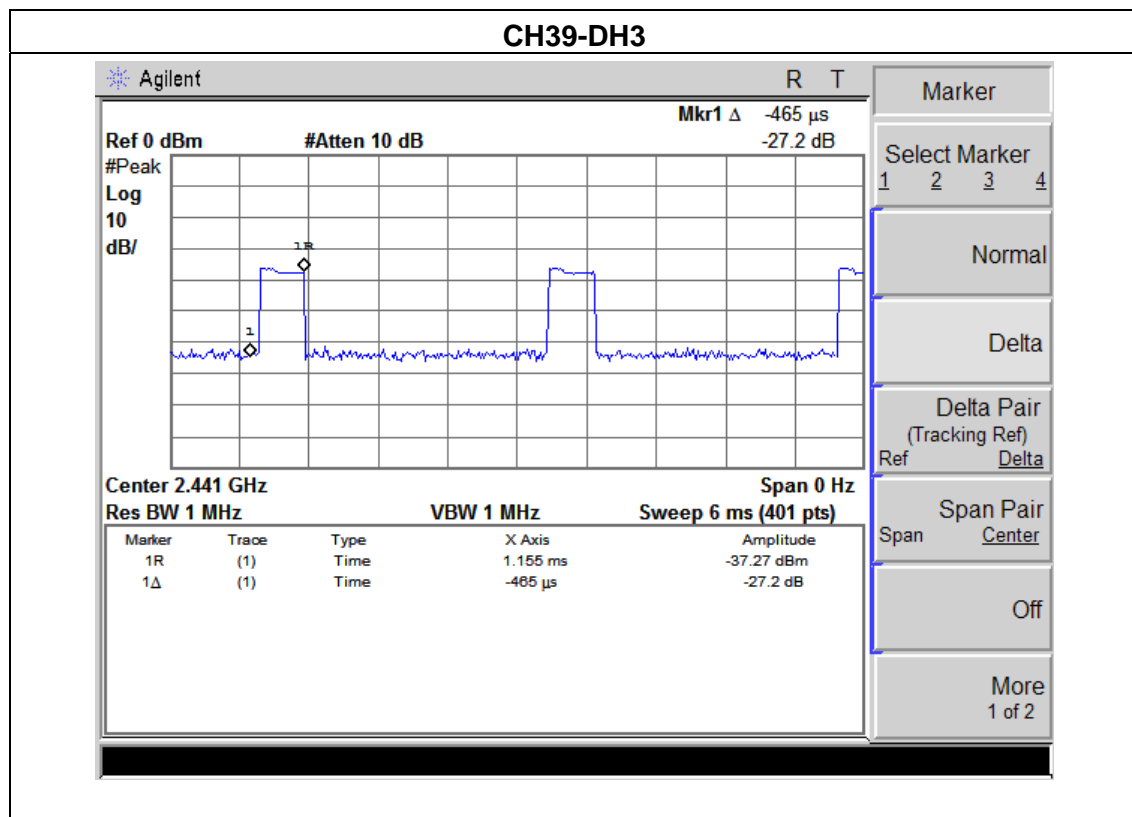 CH39-DH3
Agilent R T
Mkr1 Δ -465 µs
Ref 0 dBm #Atten 10 dB -27.2 dB
#Peak
Log
10
dB/
1R
1
Center 2.441 GHz Span 0 Hz
Res BW 1 MHz VBW 1 MHz Sweep 6 ms (401 pts)
Marker Trace Type X Axis Amplitude
1R (1) Time 1.155 ms -37.27 dBm
1Δ (1) Time -465 µs -27.2 dB
Marker
Select Marker
1 2 3 4
Normal
Delta
Delta Pair
(Tracking Ref)
Ref Delta
Span Pair
Span Center
Off
More
1 of 2